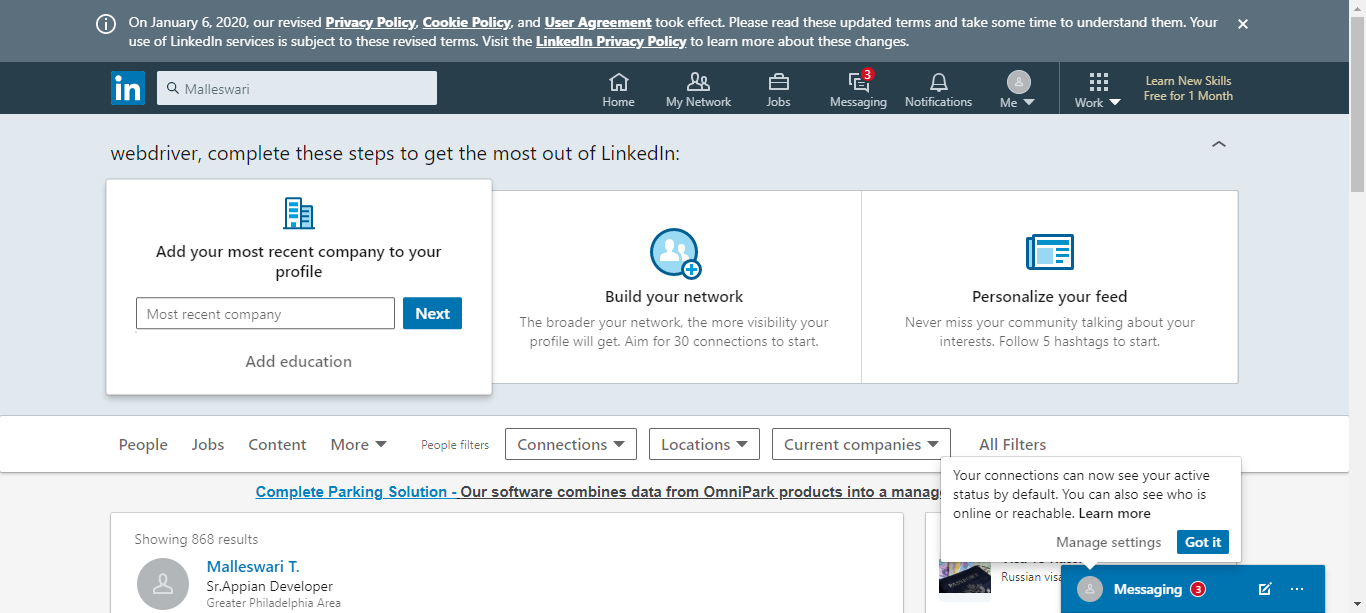 On January 6, 2020, our revised Privacy Policy, Cookie Policy, and User Agreement took effect. Please read these updated terms and take some time to understand them. Your
use of LinkedIn services is subject to these revised terms. Visit the LinkedIn Privacy Policy to learn more about these changes.
in
Malleswari
Home
My Network
Jobs
3
Messaging
Notifications
Me
Work
Learn New Skills
Free for 1 Month
webdriver, complete these steps to get the most out of LinkedIn:
Add your most recent company to your
profile
Most recent company
Next
Add education
Build your network
The broader your network, the more visibility your
profile will get. Aim for 30 connections to start.
Personalize your feed
Never miss your community talking about your
interests. Follow 5 hashtags to start.
People
Jobs
Content
More
People filters
Connections
Locations
Current companies
All Filters
Complete Parking Solution - Our software combines data from OmniPark products into a manage
Your connections can now see your active
status by default. You can also see who is
online or reachable. Learn more
Manage settings
Got it
Showing 868 results
Malleswari T.
Sr.Appian Developer
Greater Philadelphia Area
PASSPORT
Russian visa
Messaging
3